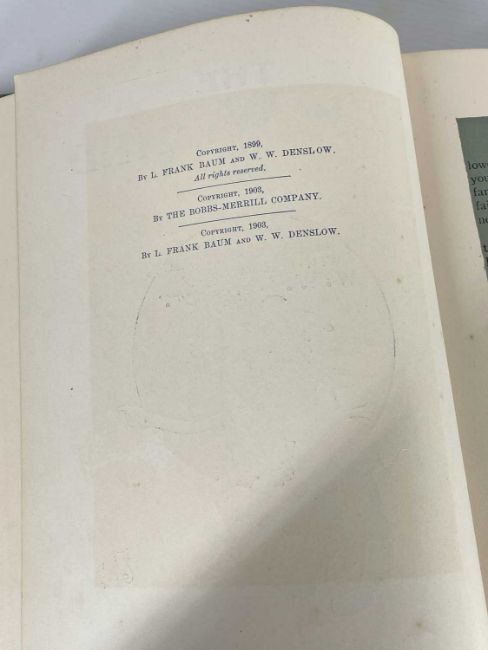 COPYRIGHT, 1899,
BY L. FRANK BAUM AND W. W. DENSLOW.
All rights reserved.
COPYRIGHT, 1903,
BY THE BOBBS-MERRILL COMPANY.
COPYRIGHT, 1903,
BY L. FRANK BAUM AND W. W. DENSLOW.